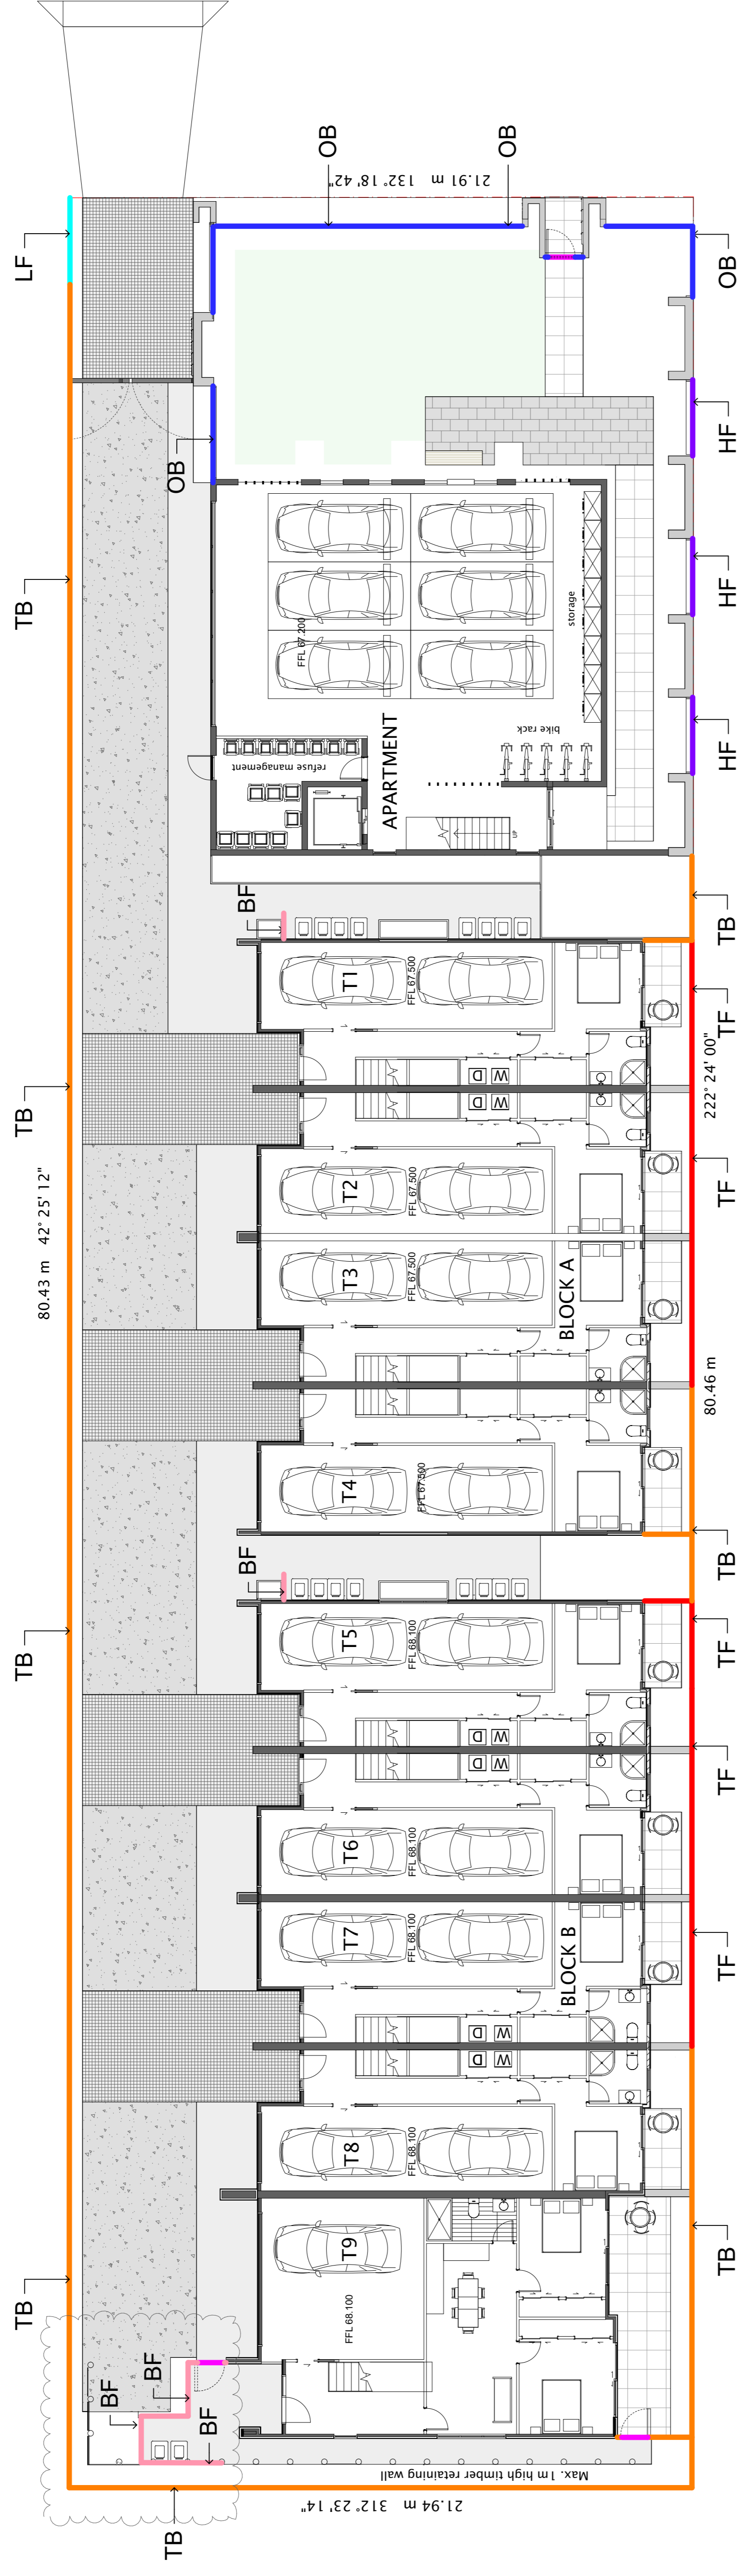 OB
OB
21.91 m 132° 18' 42"
LF
OB
OB
HF
TB
HF
storage
FFL 67.200
HF
bike rack
refuse management
APARTMENT
UP
BF
TB
T1
FFL 67.500
TF
222° 24' 00"
W
D
W
D
TB
T2
FFL 67.500
TF
80.43 m 42° 25' 12"
T3
FFL 67.500
BLOCK A
80.46 m
T4
FFL 67.500
TB
BF
T5
FFL 68.100
TF
TB
W
D
W
D
TF
T6
FFL 68.100
T7
FFL 68.100
BLOCK B
TF
W
D
W
D
T8
FFL 68.100
T9
FFL 68.100
TB
TB
BF
BF
BF
Max. 1m high timber retaining wall
21.94 m 312° 23' 14"
TB